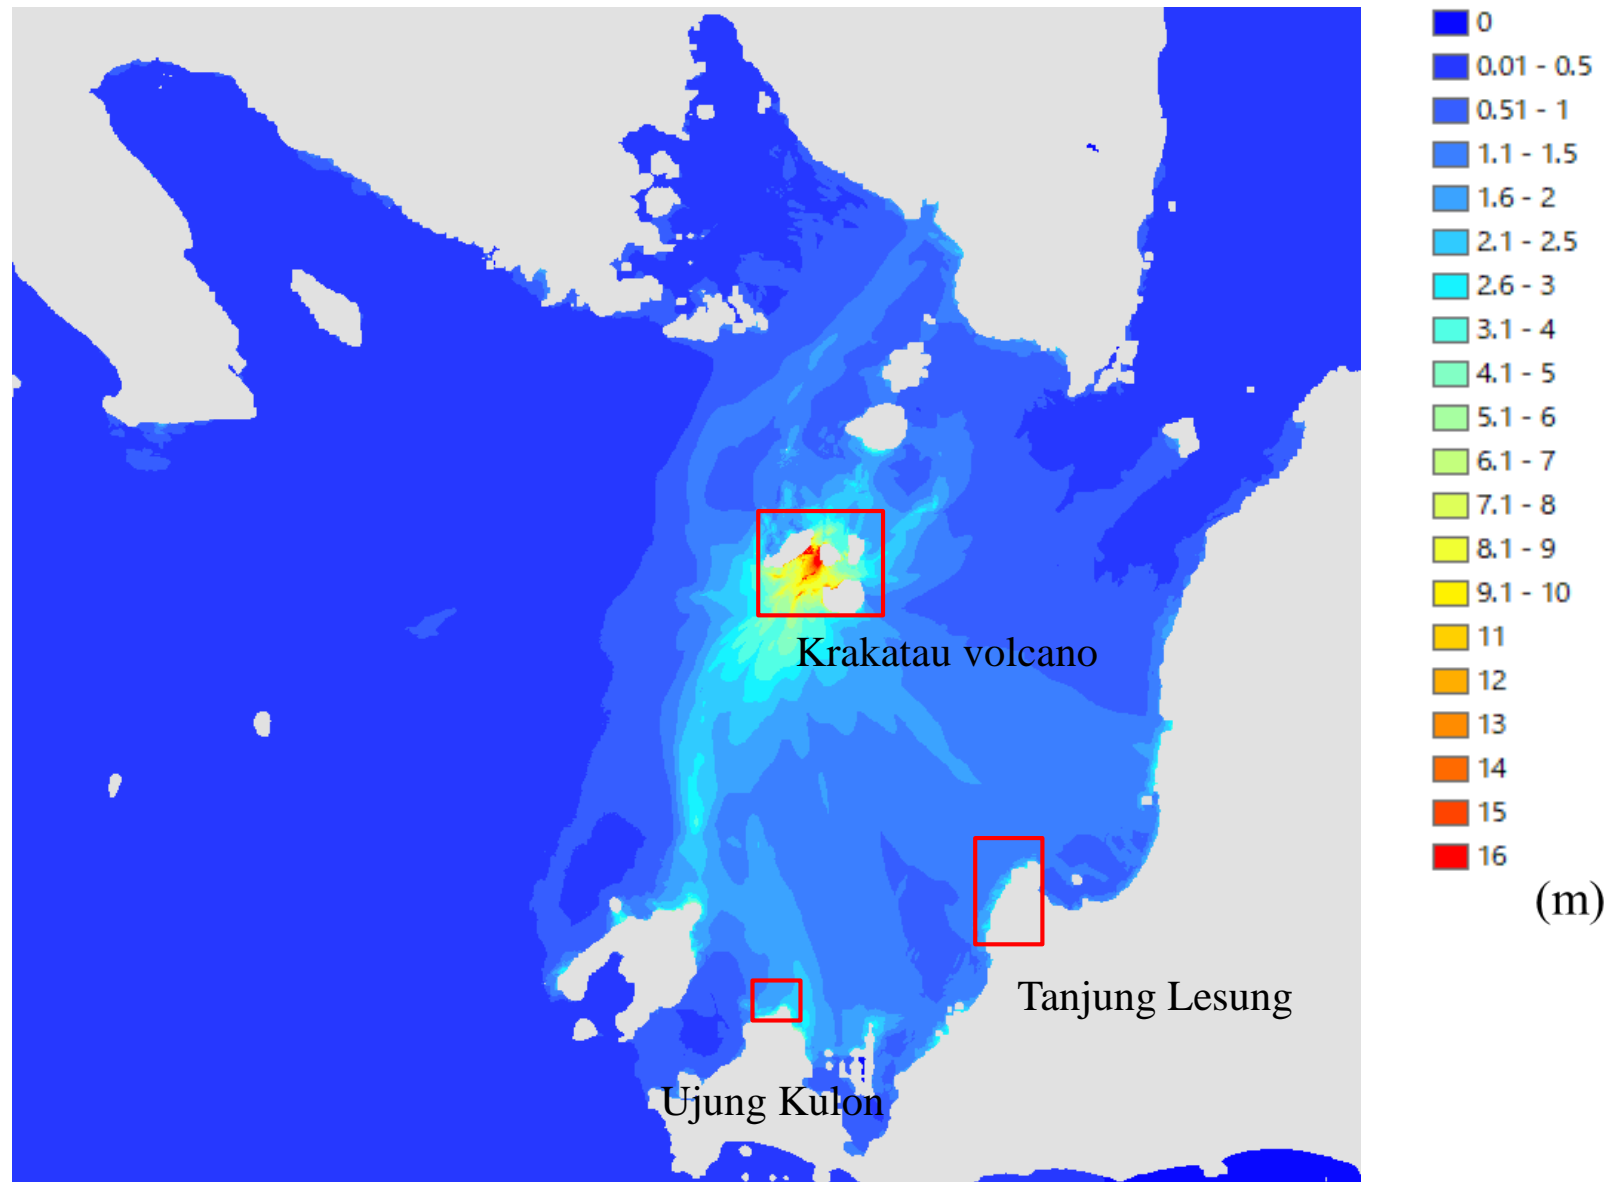 0
0.01 - 0.5
0.51 - 1
1.1 - 1.5
1.6 - 2
2.1 - 2.5
2.6 - 3
3.1 - 4
4.1 - 5
5.1 - 6
6.1 - 7
7.1 - 8
8.1 - 9
9.1 - 10
11
12
13
14
15
16
(m)
Krakatau volcano
Tanjung Lesung
Ujung Kulon